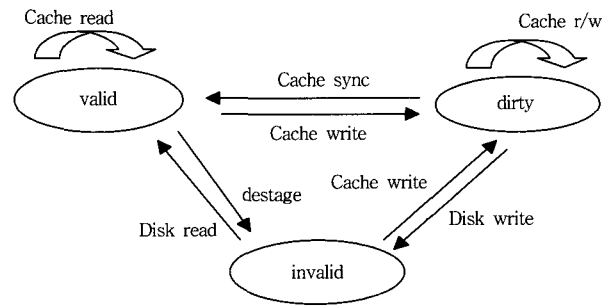 Cache read
Cache r/w
valid
Cache sync
dirty
Cache write
destage
Cache write
Disk read
Disk write
invalid